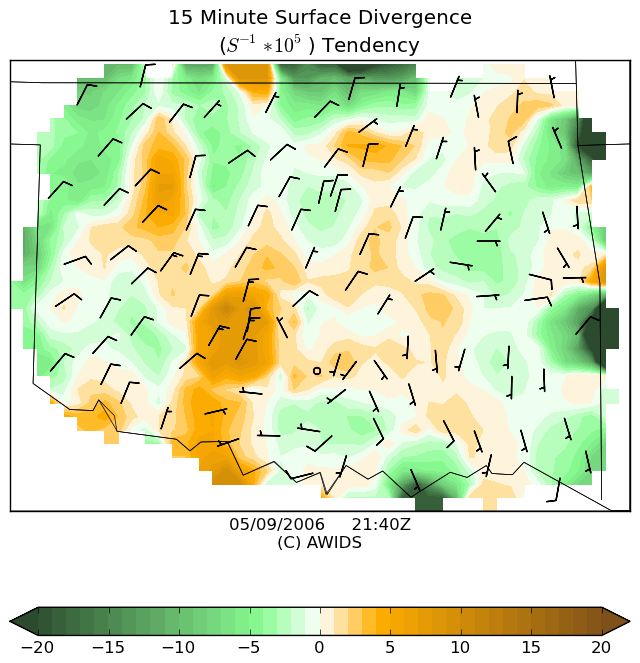 15 Minute Surface Divergence
(S⁻¹ * 10⁵ ) Tendency
05/09/2006 21:40Z
(C) AWIDS
−20 −15 −10 −5 0 5 10 15 20